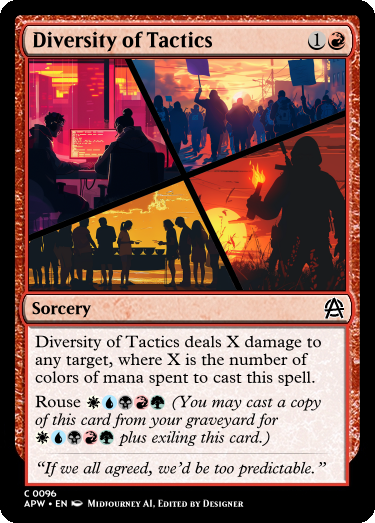 Diversity of Tactics 1
Sorcery
Diversity of Tactics deals X damage to
any target, where X is the number of
colors of mana spent to cast this spell.
Rouse (You may cast a copy
of this card from your graveyard for
plus exiling this card.)
“If we all agreed, we’d be too predictable.”
C 0096
APW • EN Midjourney AI, Edited by Designer